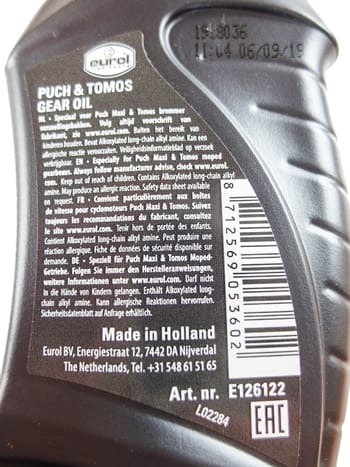 1918036
11:04 06/09/19
eurol
PUCH & TOMOS
GEAR OIL
NL - Speciaal voor Puch Maxi & Tomos brommer
versnellingsbakken. Volg altijd voorschrift van
fabrikant, zie www.eurol.com. Buiten het bereik van
kinderen houden. Bevat Alkoxylated long-chain alkyl amine. Kan een
allergische reactie veroorzaken. Veiligheidsinformatieblad op verzoek
verkrijgbaar. EN - Especially for Puch Maxi & Tomos moped
gearboxes. Always follow manufacturer advise, check www.eurol.
com. Keep out of reach of children. Contains Alkoxylated long-chain alkyl
amine. May produce an allergic reaction. Safety data sheet available
on request. FR - Convient particulièrement aux boîtes
de vitesse pour cyclomoteurs Puch Maxi & Tomos. Suivez
toujours les recommandations du fabricant, consultez
le site www.eurol.com. Tenir hors de portée des enfants.
Contient Alkoxylated long-chain alkyl amine. Peut produire une
réaction allergique. Fiche de données de sécurité disponible sur
demande. DE - Speziell für Puch Maxi & Tomos Moped-
Getriebe. Folgen Sie immer den Herstelleranweisungen,
weitere Informationen unter www.eurol.com. Darf nicht
in die Hände von Kindern gelangen. Enthält Alkoxylated long-
chain alkyl amine. Kann allergische Reaktionen hervorrufen.
Sicherheitsdatenblatt auf Anfrage erhältlich.
8 712569 053602
Made in Holland
Eurol BV, Energiestraat 12, 7442 DA Nijverdal
The Netherlands, Tel. +31 548 61 51 65
Art. nr. E126122
L02284
EAC